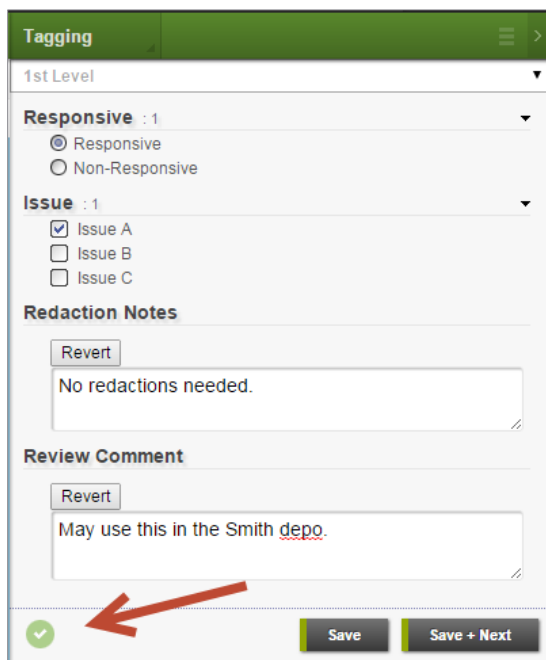 Tagging
1st Level
Responsive : 1
Responsive
Non-Responsive
Issue : 1
Issue A
Issue B
Issue C
Redaction Notes
Revert
No redactions needed.
Review Comment
Revert
May use this in the Smith depo.
Save Save + Next